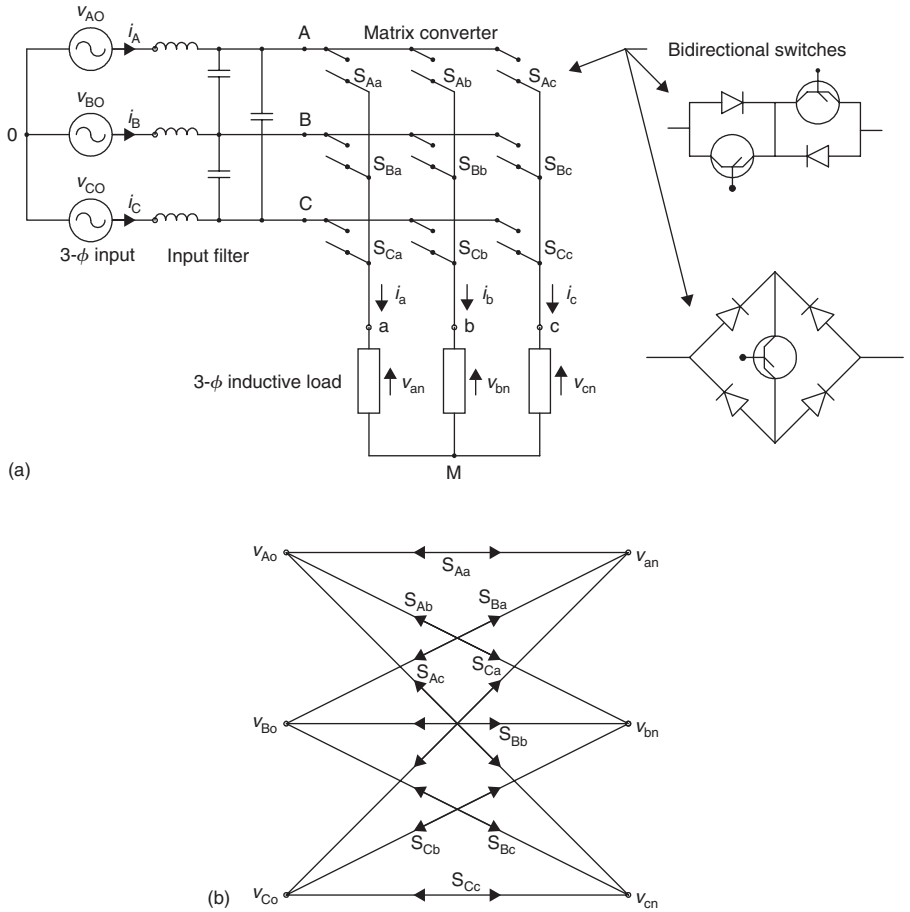 v_AO
i_A
A
Matrix converter
Bidirectional switches
S_Aa
S_Ab
S_Ac
v_BO
0
i_B
B
S_Ba
S_Bb
S_Bc
v_CO
i_C
C
3-ϕ input
Input filter
S_Ca
S_Cb
S_Cc
i_a
i_b
i_c
a
b
c
3-ϕ inductive load
v_an
v_bn
v_cn
M
(a)
v_Ao
S_Aa
v_an
S_Ab
S_Ba
S_Ac
S_Ca
v_Bo
S_Bb
v_bn
S_Cb
S_Bc
S_Cc
(b)
v_Co
v_cn